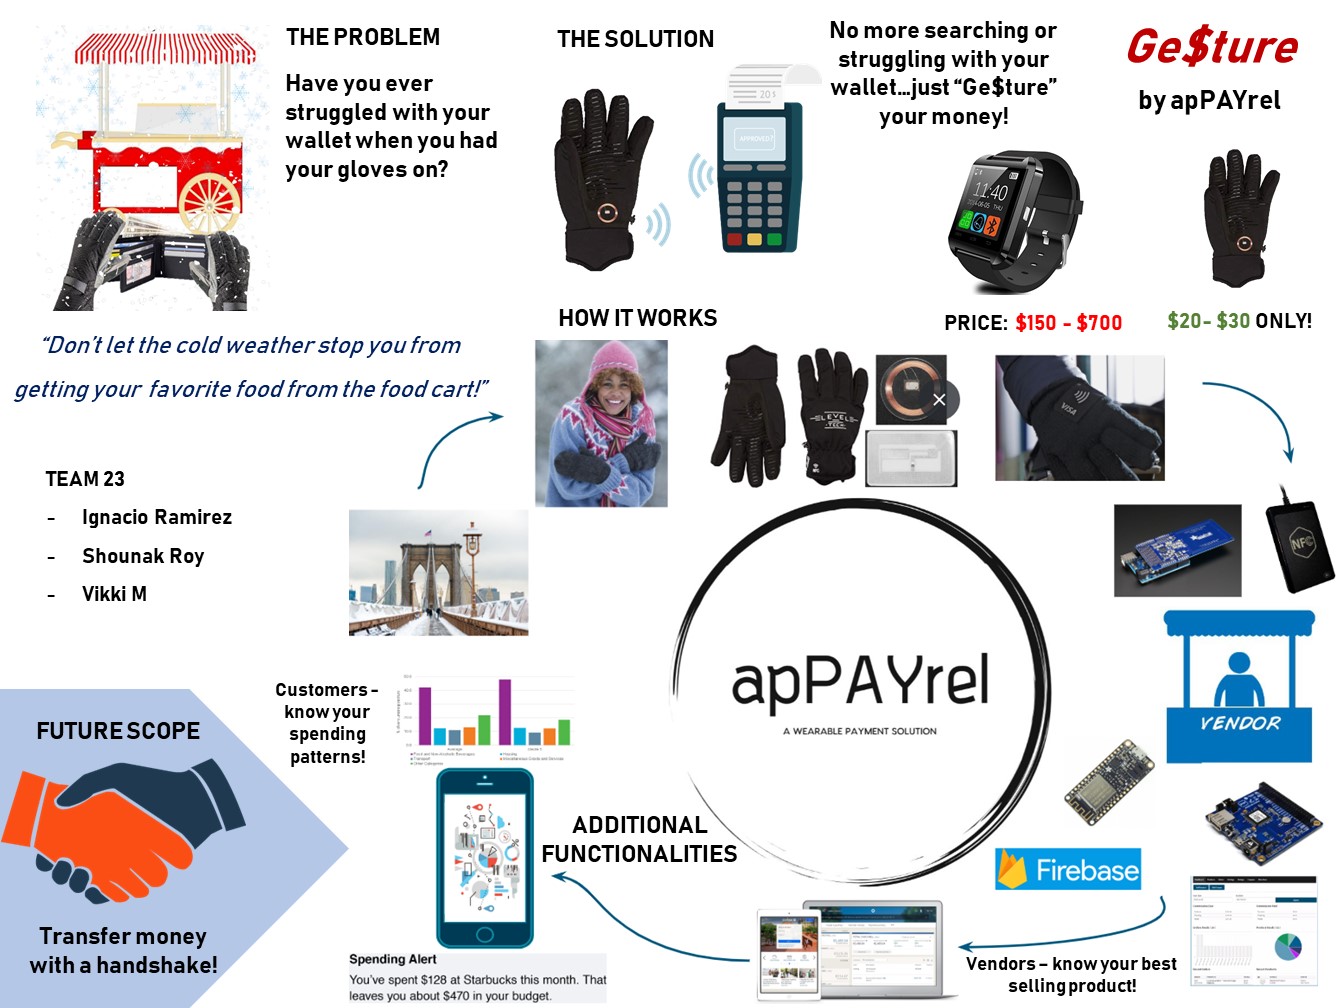 THE PROBLEM
Have you ever
struggled with your
wallet when you had
your gloves on?
THE SOLUTION
20$
APPROVED!
No more searching or
struggling with your
wallet...just “Ge$ture”
your money!
Ge$ture
by apPAYrel
11:40
THU
PRICE: $150 - $700
$20- $30 ONLY!
“Don’t let the cold weather stop you from
getting your favorite food from the food cart!”
HOW IT WORKS
LEVEL
TECH
VISA
NFC
TEAM 23
- Ignacio Ramirez
- Shounak Roy
- Vikki M
apPAYrel
A WEARABLE PAYMENT SOLUTION
VENDOR
Firebase
Vendors – know your best
selling product!
ADDITIONAL
FUNCTIONALITIES
Customers -
know your
spending
patterns!
Spending Alert
You've spent $128 at Starbucks this month. That
leaves you about $470 in your budget.
FUTURE SCOPE
Transfer money
with a handshake!